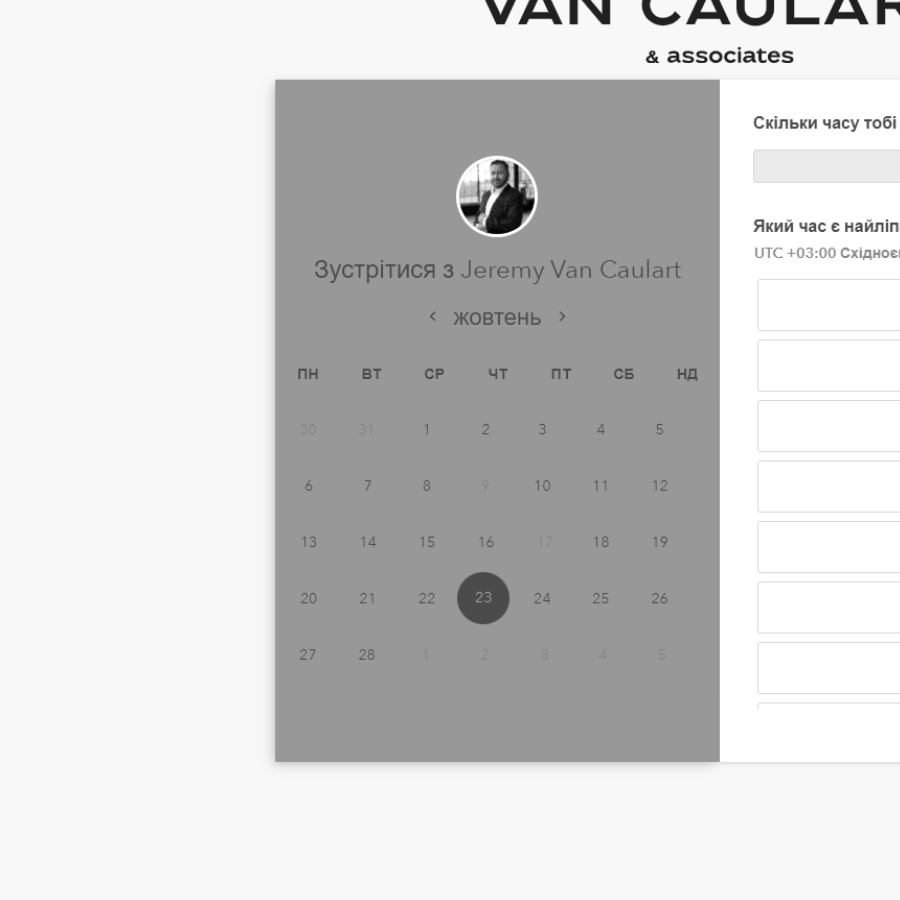 VAN CAULAR
& associates
Зустрітися з Jeremy Van Caulart
< жовтень >
ПН ВТ СР ЧТ ПТ СБ НД
30 31 1 2 3 4 5
6 7 8 9 10 11 12
13 14 15 16 17 18 19
20 21 22 23 24 25 26
27 28 1 2 3 4 5
Скільки часу тобі
Який час є найліп
UTC +03:00 Східноє